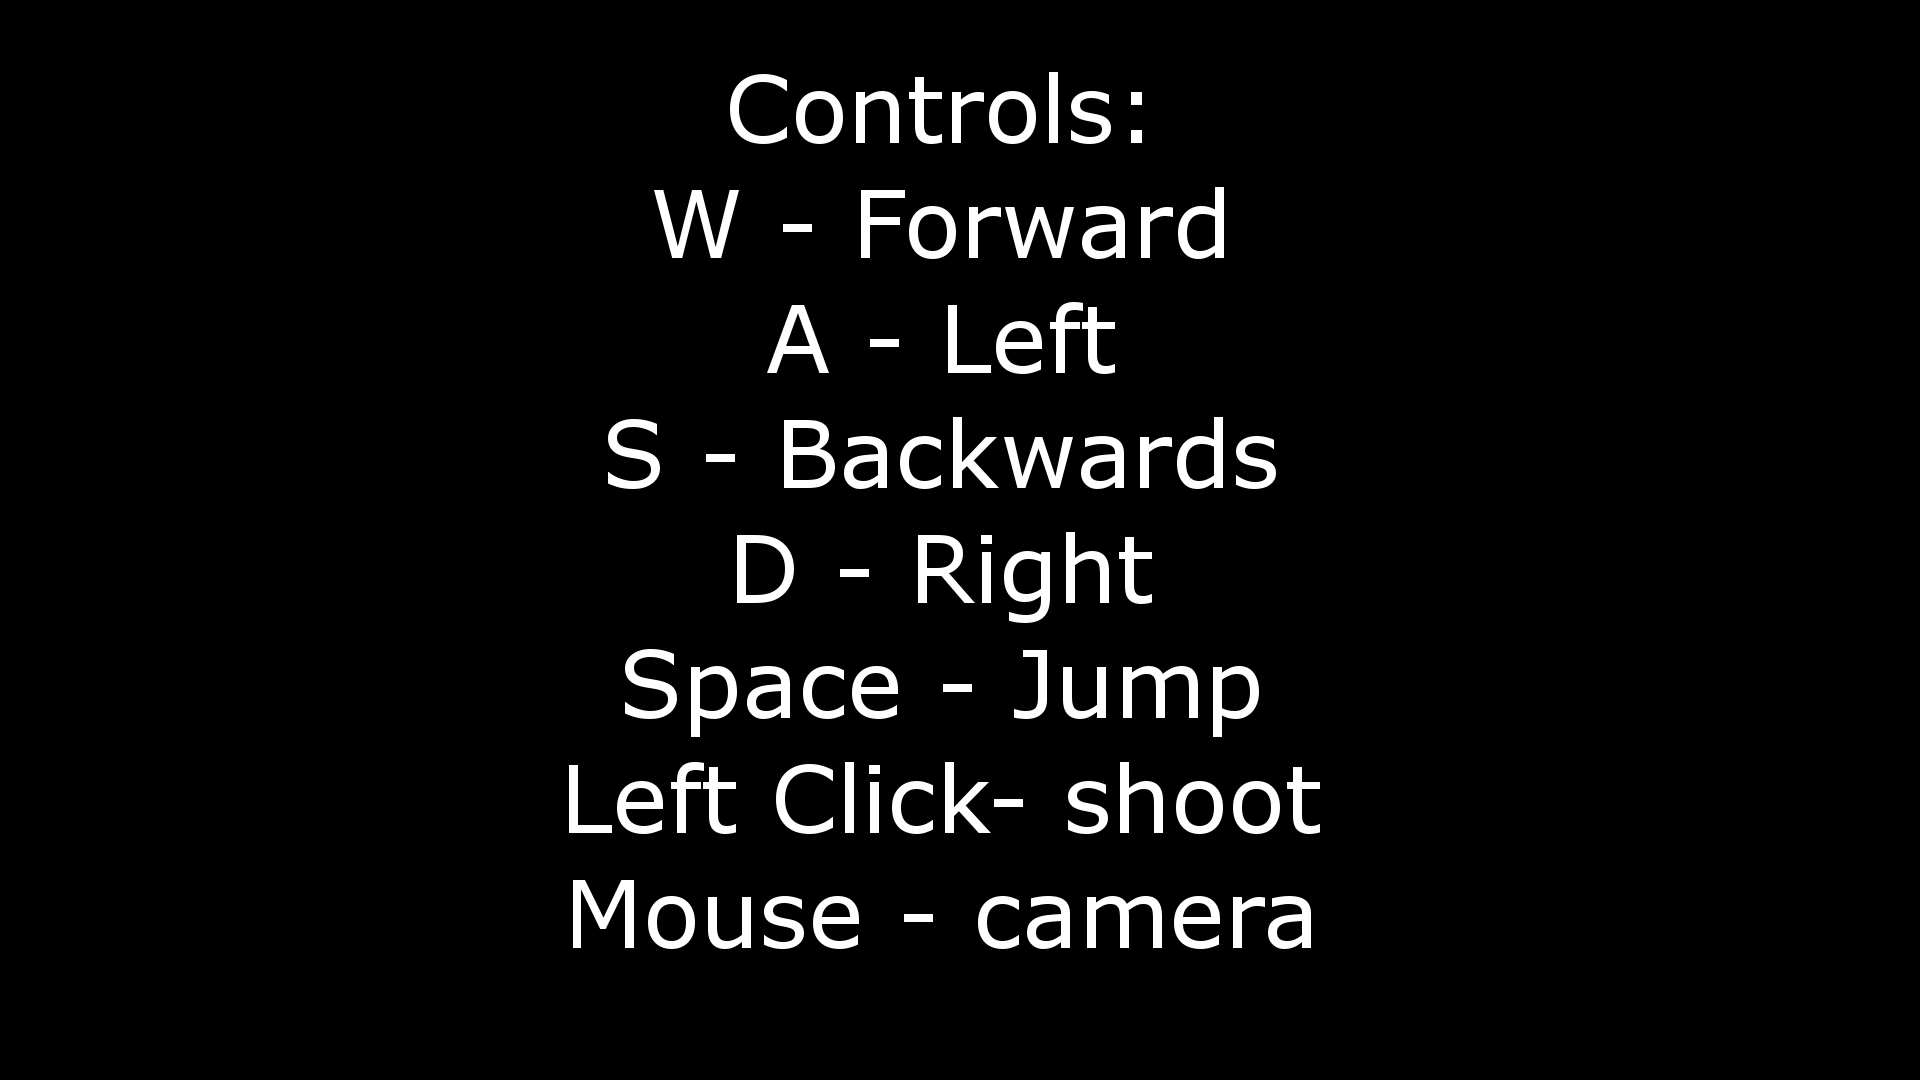 Controls:
W - Forward
A - Left
S - Backwards
D - Right
Space - Jump
Left Click- shoot
Mouse - camera